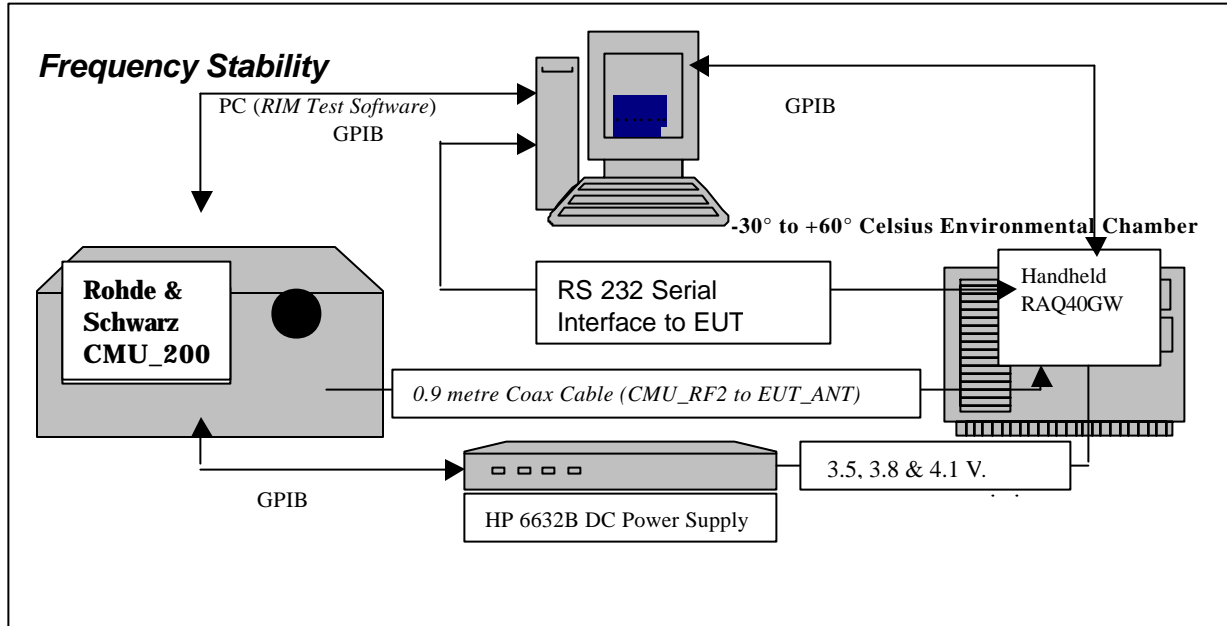 Frequency Stability
PC (RIM Test Software)
GPIB
GPIB
-30° to +60° Celsius Environmental Chamber
Rohde &
Schwarz
CMU_200
RS 232 Serial
Interface to EUT
Handheld
RAQ40GW
0.9 metre Coax Cable (CMU_RF2 to EUT_ANT)
3.5, 3.8 & 4.1 V.
GPIB
HP 6632B DC Power Supply